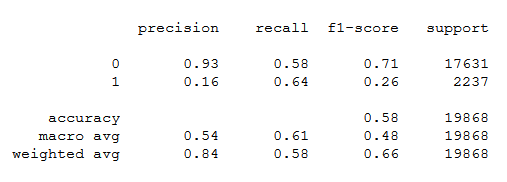 precision recall f1-score support
0 0.93 0.58 0.71 17631
1 0.16 0.64 0.26 2237
accuracy 0.58 19868
macro avg 0.54 0.61 0.48 19868
weighted avg 0.84 0.58 0.66 19868